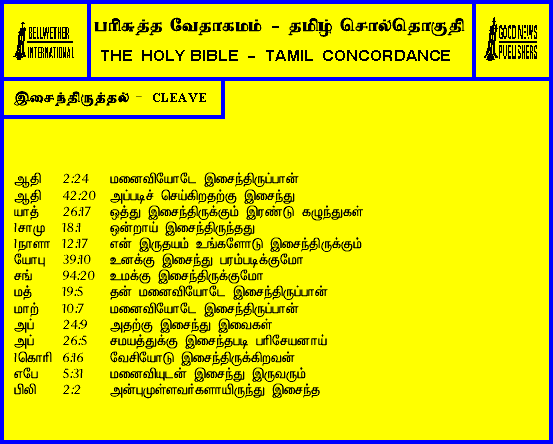 BELLWETHER
INTERNATIONAL
பரிசுத்த வேதாகமம் - தமிழ் சொல்தொகுதி
THE HOLY BIBLE - TAMIL CONCORDANCE
GOOD NEWS
PUBLISHERS
இசைந்திருத்தல் - CLEAVE
ஆதி 2:24 மனைவியோடே இசைந்திருப்பான்
ஆதி 42:20 அப்படிச் செய்கிறதற்கு இசைந்து
யாத் 26:17 ஒத்து இசைந்திருக்கும் இரண்டு கழுந்துகள்
1சாமு 18:1 ஒன்றாய் இசைந்திருந்தது
1நாளா 12:17 என் இருதயம் உங்களோடு இசைந்திருக்கும்
யோபு 39:10 உனக்கு இசைந்து பரம்படிக்குமோ
சங் 94:20 உமக்கு இசைந்திருக்குமோ
மத் 19:5 தன் மனைவியோடே இசைந்திருப்பான்
மாற் 10:7 மனைவியோடே இசைந்திருப்பான்
அப் 24:9 அதற்கு இசைந்து இவைகள்
அப் 26:5 சமயத்துக்கு இசைந்தபடி பரிசேயனாய்
1கொரி 6:16 வேசியோடு இசைந்திருக்கிறவன்
எபே 5:31 மனைவியுடன் இசைந்து இருவரும்
பிலி 2:2 அன்புமுள்ளவர்களாயிருந்து இசைந்த